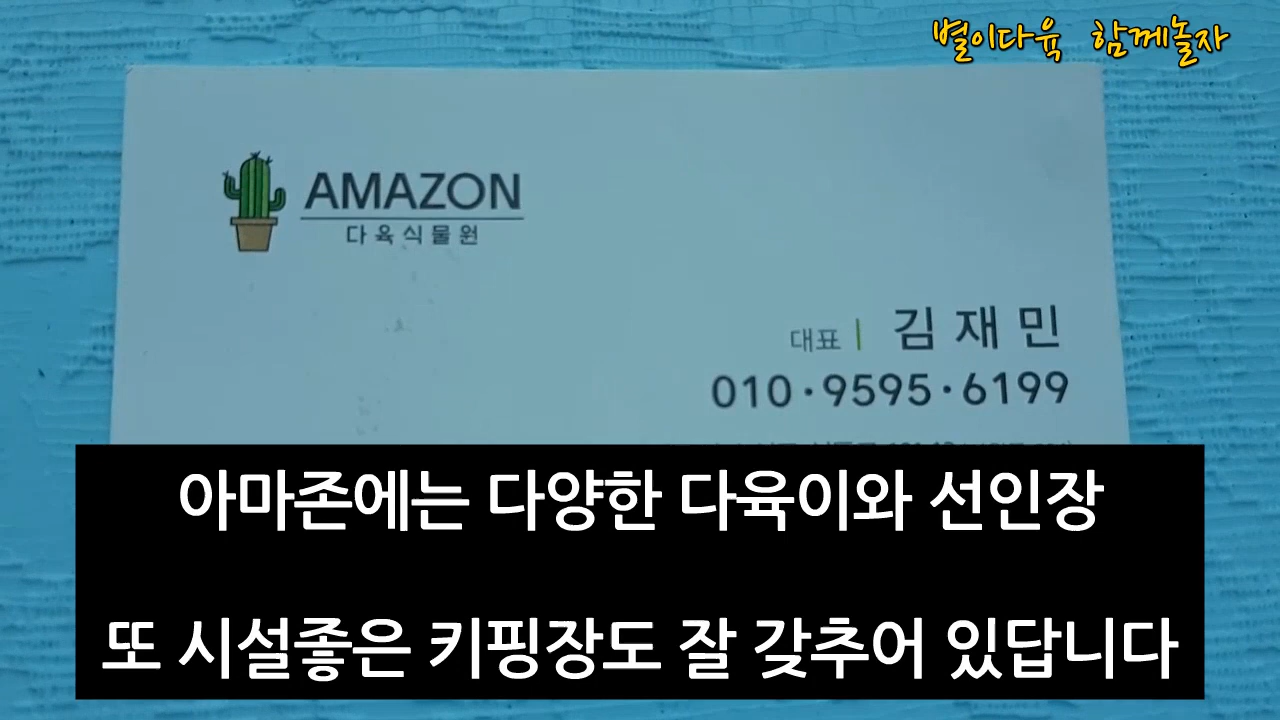 별이다육 함께놀자
AMAZON
다육식물원
대표 | 김재민
010·9595·6199
아마존에는 다양한 다육이와 선인장
또 시설좋은 키핑장도 잘 갖추어 있답니다